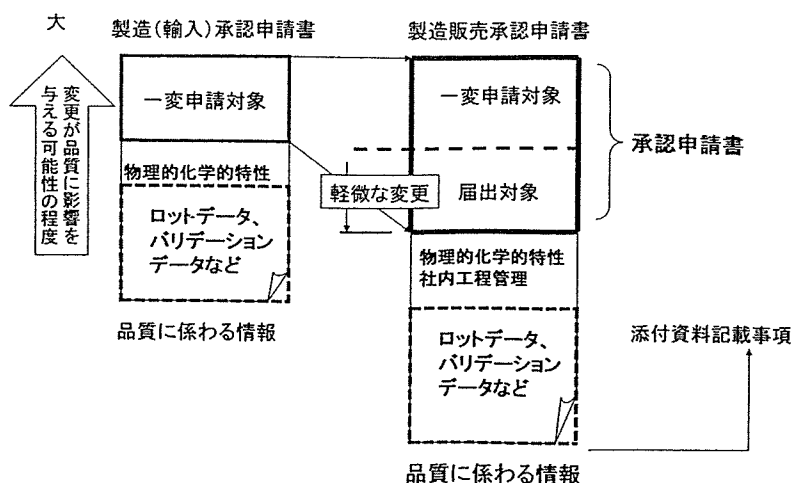 大
製造(輸入)承認申請書
製造販売承認申請書
変更が品質に影響を
与える可能性の程度
一変申請対象
物理的化学的特性
ロットデータ、
バリデーション
データなど
品質に係わる情報
一変申請対象
軽微な変更
届出対象
承認申請書
物理的化学的特性
社内工程管理
ロットデータ、
バリデーション
データなど
添付資料記載事項
品質に係わる情報